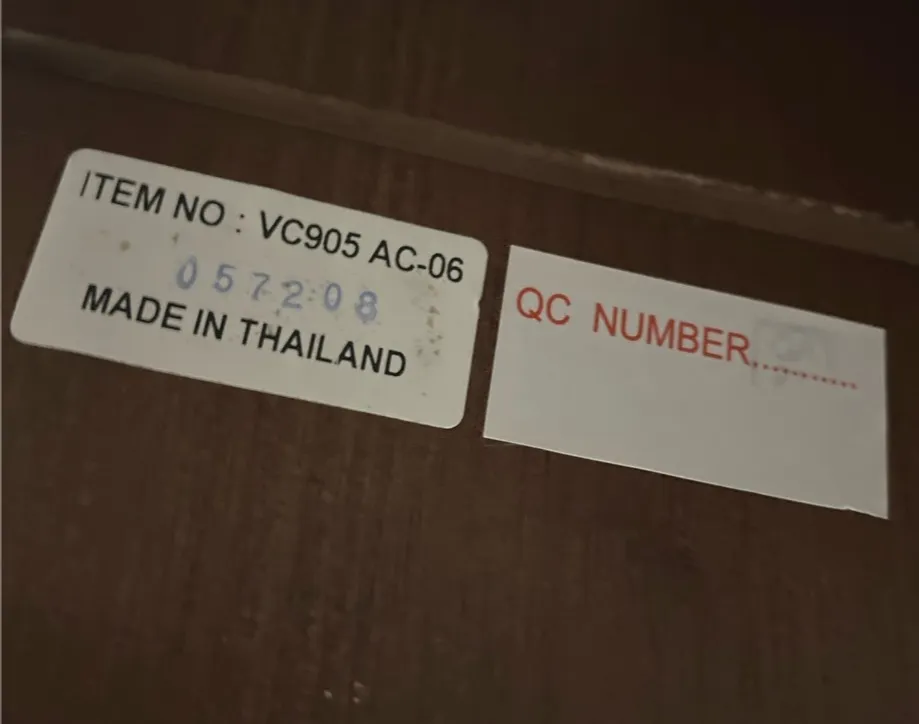 ITEM NO : VC905 AC-06
057208
MADE IN THAILAND
QC NUMBER...........